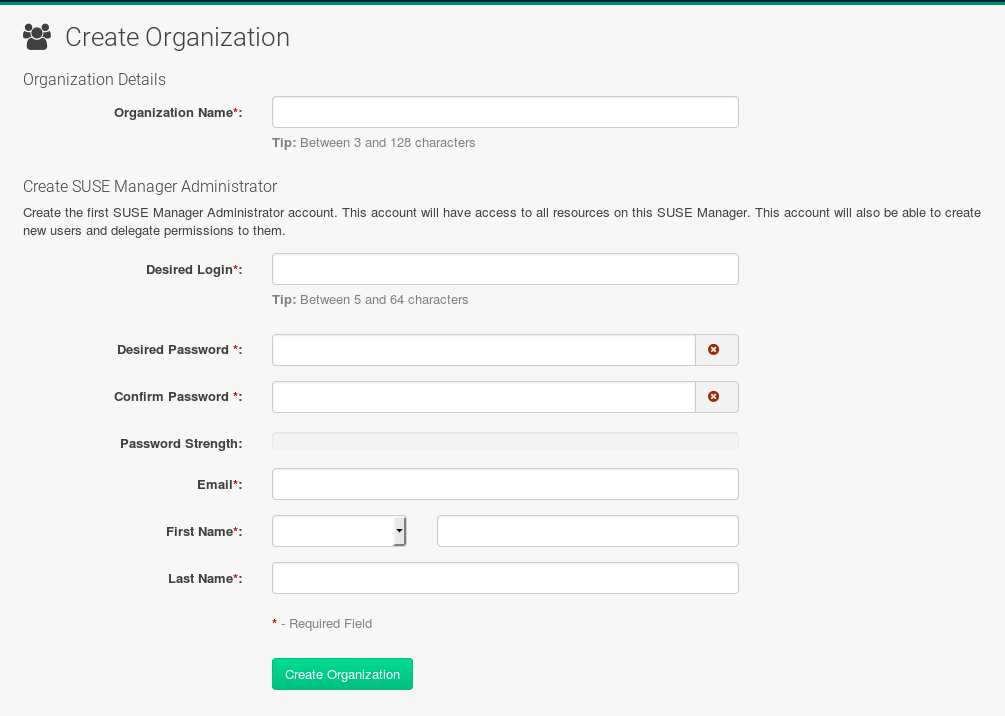 Create Organization
Organization Details
Organization Name*:
Tip: Between 3 and 128 characters
Create SUSE Manager Administrator
Create the first SUSE Manager Administrator account. This account will have access to all resources on this SUSE Manager. This account will also be able to create
new users and delegate permissions to them.
Desired Login*:
Tip: Between 5 and 64 characters
Desired Password *:
Confirm Password *:
Password Strength:
Email*:
First Name*:
Last Name*:
* - Required Field
Create Organization